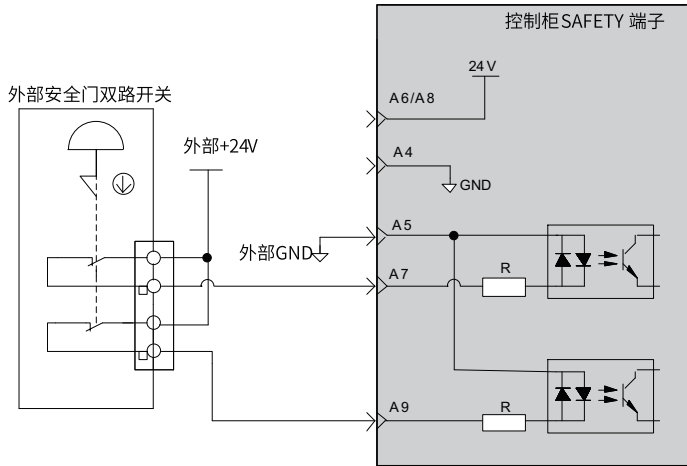 控制柜SAFETY 端子
24V
外部安全门双路开关
A6/A8
外部+24V
A4
GND
A5
外部GND
A7
R
A9
R